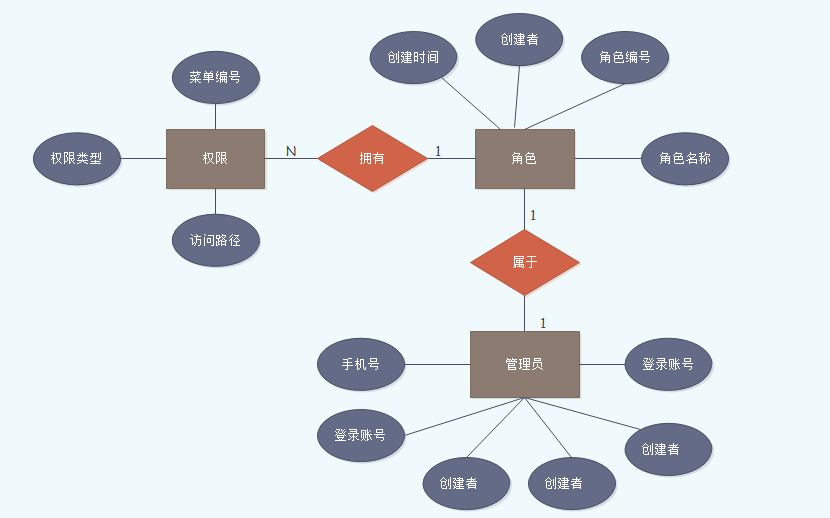 创建者
创建时间
角色编号
菜单编号
权限类型
权限
N
拥有
1
角色
角色名称
1
访问路径
属于
1
手机号
管理员
登录账号
登录账号
创建者
创建者
创建者